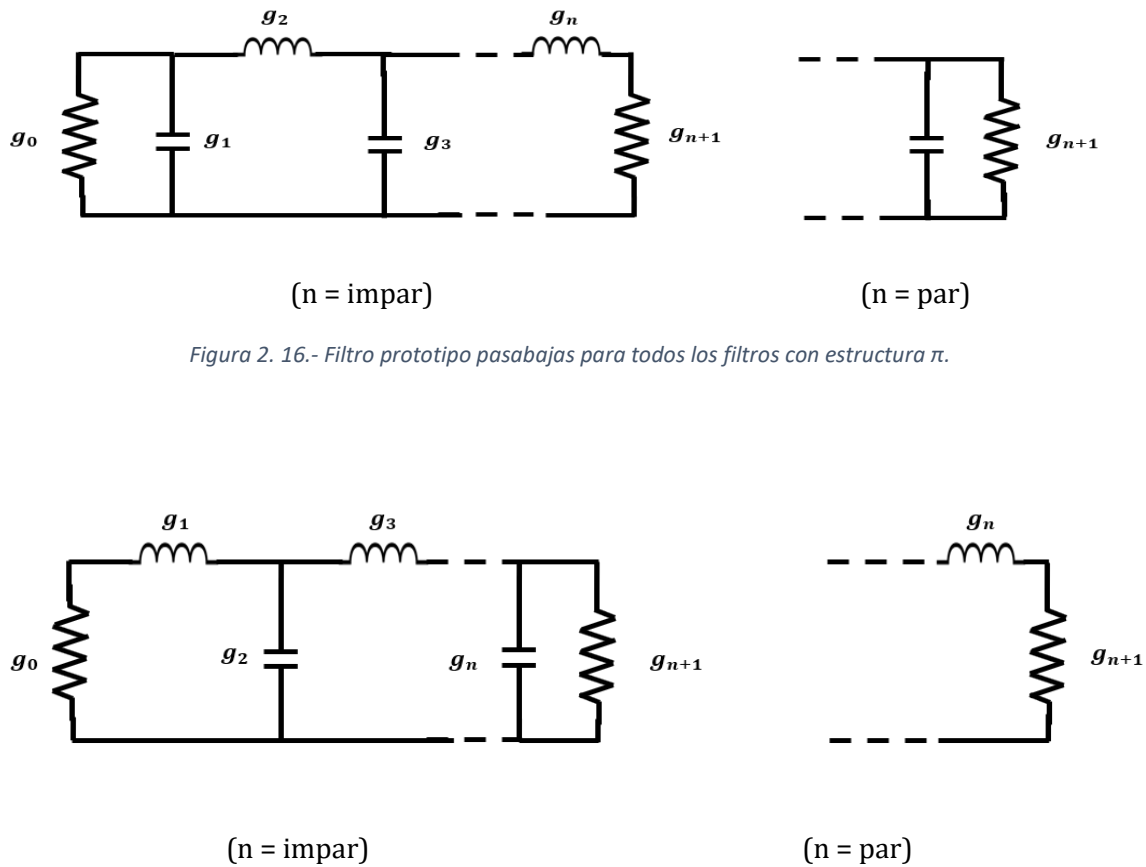 g₂ gₙ
g₀ g₁ g₃ gₙ₊₁ gₙ₊₁
(n = impar) (n = par)
Figura 2. 16.- Filtro prototipo pasabajas para todos los filtros con estructura π.
g₁ g₃ gₙ
g₀ g₂ gₙ gₙ₊₁ gₙ₊₁
(n = impar) (n = par)